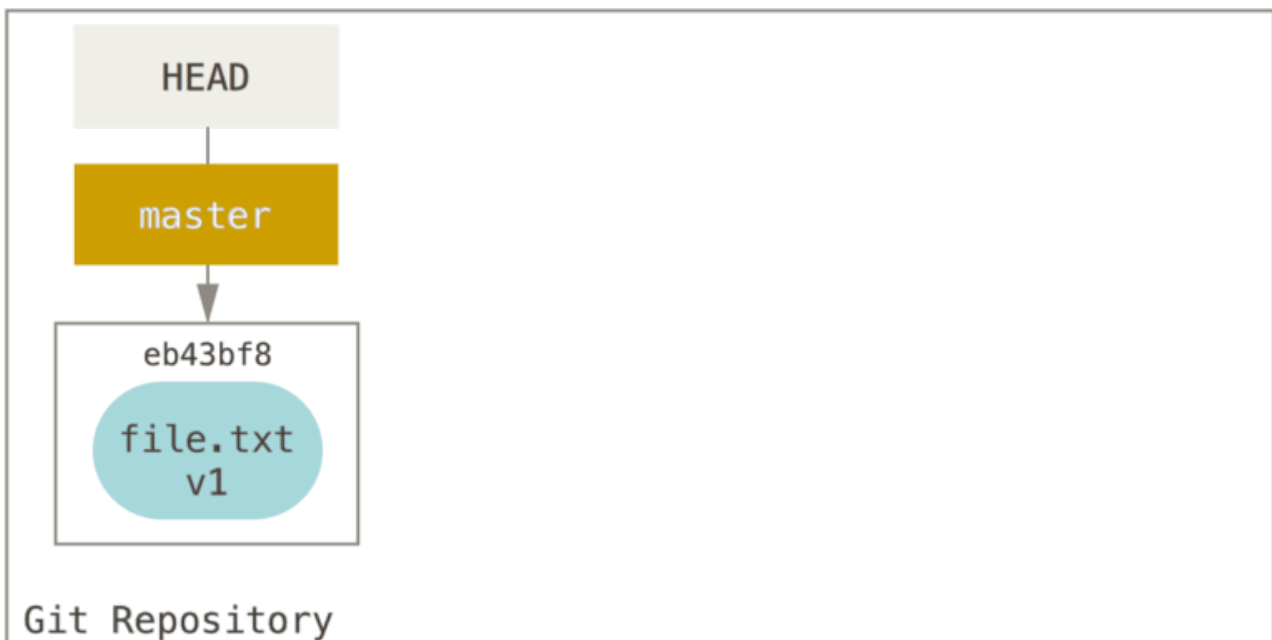 HEAD
master
eb43bf8
file.txt
v1
Git Repository